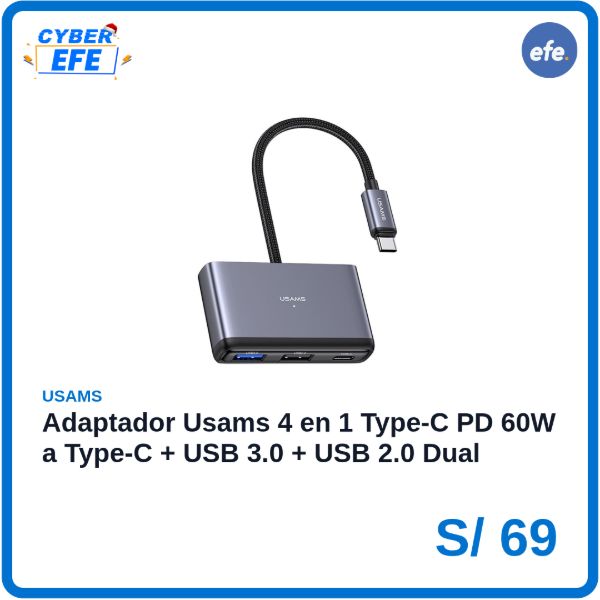 CYBER
EFE
efe.
USAMS
USAMS
USAMS
Adaptador Usams 4 en 1 Type-C PD 60W
a Type-C + USB 3.0 + USB 2.0 Dual
S/ 69